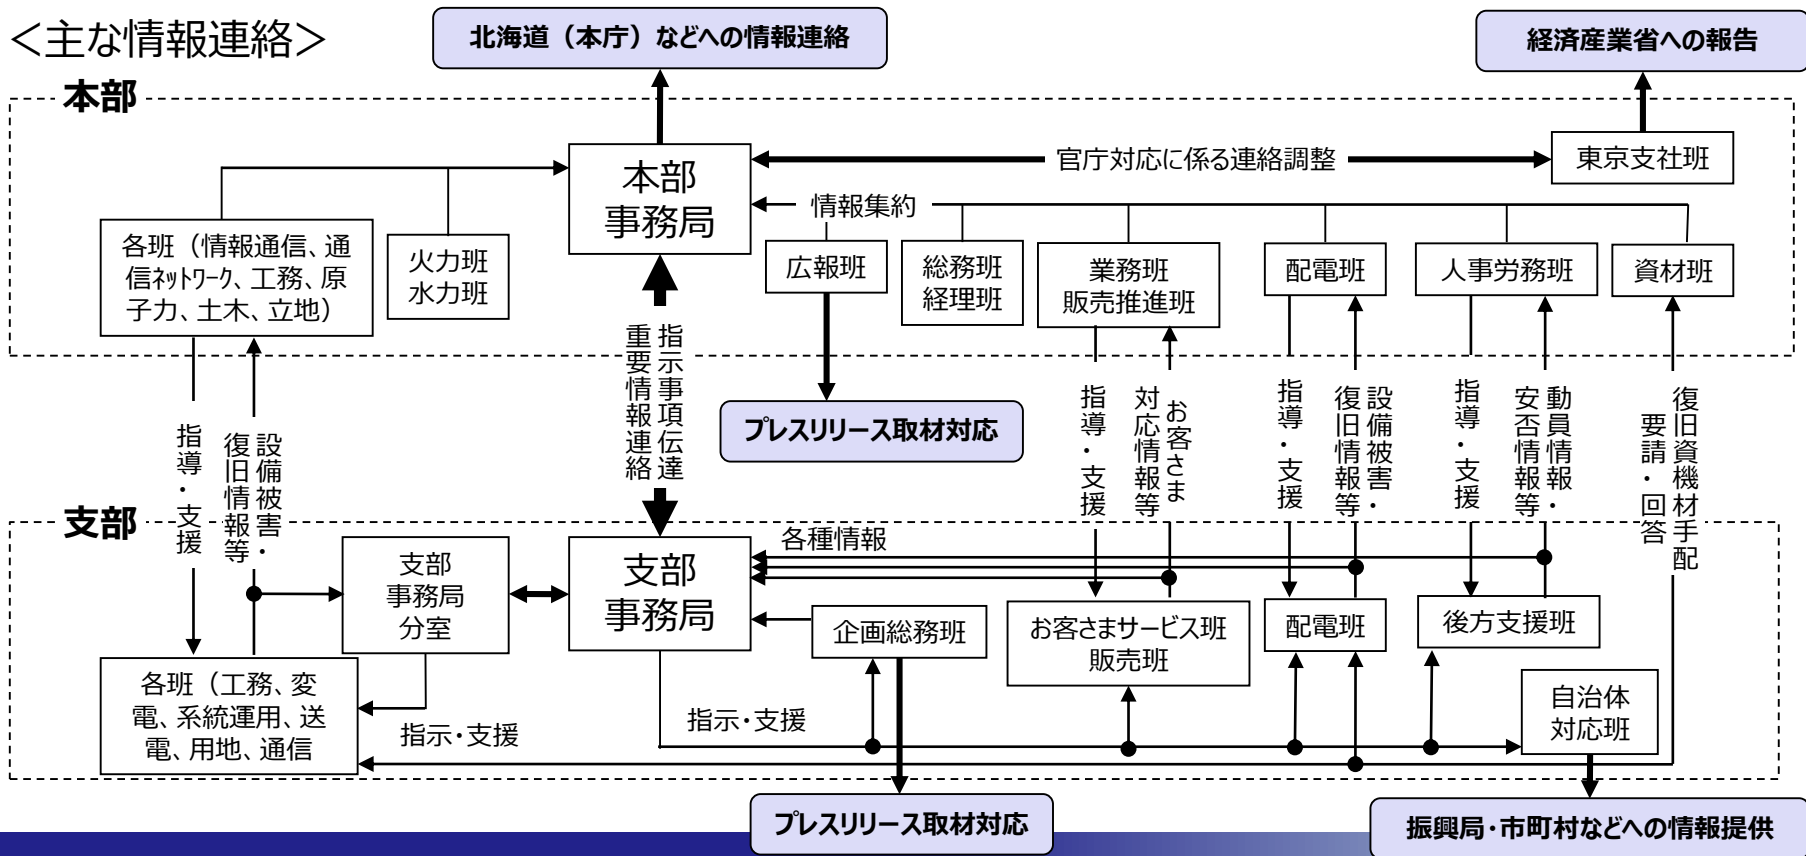 ＜主な情報連絡＞
北海道（本庁）などへの情報連絡
経済産業省への報告
本部
本部
事務局
官庁対応に係る連絡調整
東京支社班
情報集約
各班（情報通信、通
信ﾈｯﾄﾜｰｸ、工務、原
子力、土木、立地）
火力班
水力班
広報班
総務班
経理班
業務班
販売推進班
配電班
人事労務班
資材班
指導・支援
設備被害・
復旧情報等
指示事項伝達
重要情報連絡
プレスリリース取材対応
指導・支援
お客さま
対応情報等
指導・支援
設備被害・
復旧情報等
指導・支援
動員情報・
安否情報等
復旧資機材手配
要請・回答
支部
支部
事務局
分室
支部
事務局
各種情報
企画総務班
お客さまサービス班
販売班
配電班
後方支援班
各班（工務、変
電、系統運用、送
電、用地、通信
指示・支援
指示・支援
自治体
対応班
プレスリリース取材対応
振興局・市町村などへの情報提供